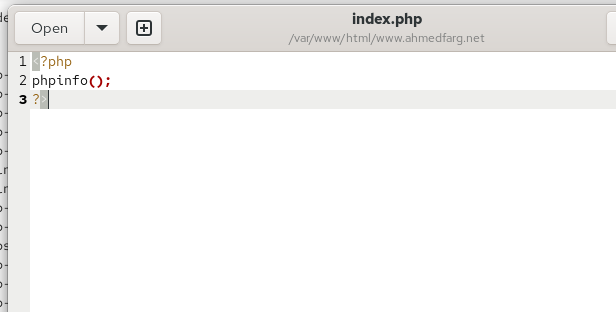 Open
index.php
/var/www/html/www.ahmedfarg.net
1 <?php
2 phpinfo();
3 ?>